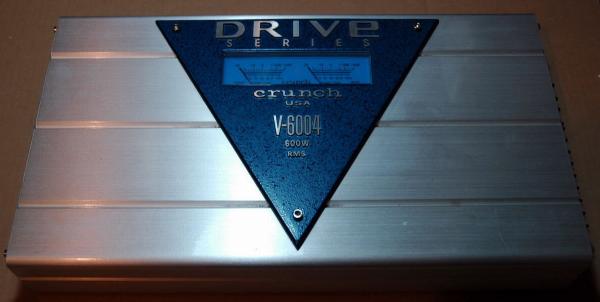 DRIVe
SERIES
crunch
USA
V-6004
600W
RMS